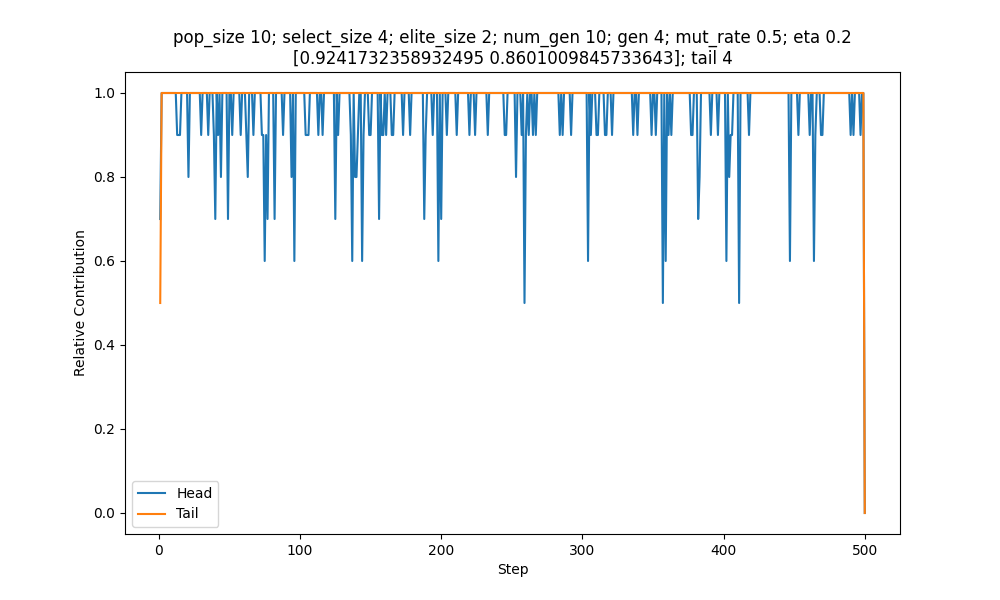 pop_size 10; select_size 4; elite_size 2; num_gen 10; gen 4; mut_rate 0.5; eta 0.2
[0.9241732358932495 0.8601009845733643]; tail 4
1.0
0.8
0.6
0.4
0.2
0.0
Relative Contribution
Head
Tail
0
100
200
300
400
500
Step